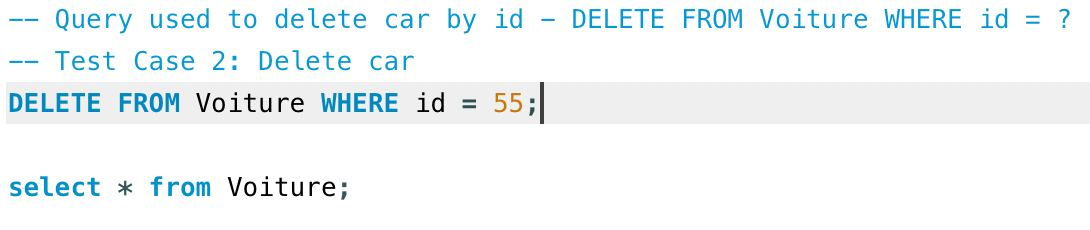 -- Query used to delete car by id - DELETE FROM Voiture WHERE id = ?
-- Test Case 2: Delete car
DELETE FROM Voiture WHERE id = 55;
select * from Voiture;